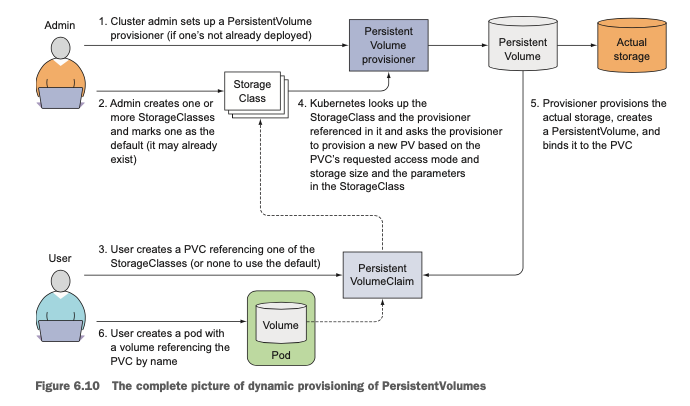 Admin
1. Cluster admin sets up a PersistentVolume
provisioner (if one's not already deployed)
Persistent
Volume
provisioner
Persistent
Volume
Actual
storage
Storage
Class
2. Admin creates one or
more StorageClasses
and marks one as the
default (it may already
exist)
4. Kubernetes looks up the
StorageClass and the provisioner
referenced in it and asks the provisioner
to provision a new PV based on the
PVC's requested access mode and
storage size and the parameters
in the StorageClass
5. Provisioner provisions the
actual storage, creates
a PersistentVolume, and
binds it to the PVC
User
3. User creates a PVC referencing one of the
StorageClasses (or none to use the default)
Persistent
VolumeClaim
6. User creates a pod with
a volume referencing the
PVC by name
Volume
Pod
Figure 6.10 The complete picture of dynamic provisioning of PersistentVolumes